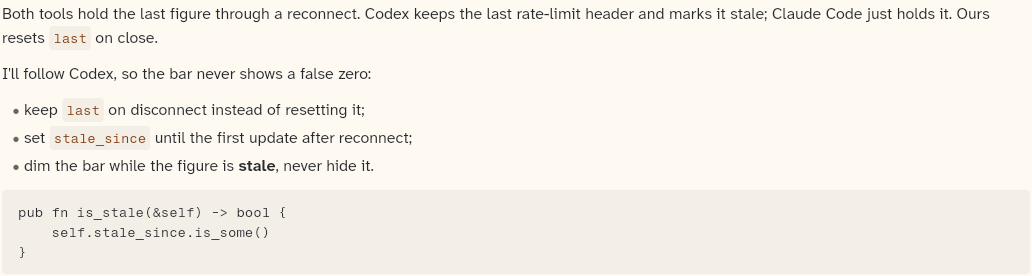 Both tools hold the last figure through a reconnect. Codex keeps the last rate-limit header and marks it stale; Claude Code just holds it. Ours
resets last on close.
I'll follow Codex, so the bar never shows a false zero:
• keep last on disconnect instead of resetting it;
• set stale_since until the first update after reconnect;
• dim the bar while the figure is stale, never hide it.
pub fn is_stale(&self) -> bool {
    self.stale_since.is_some()
}